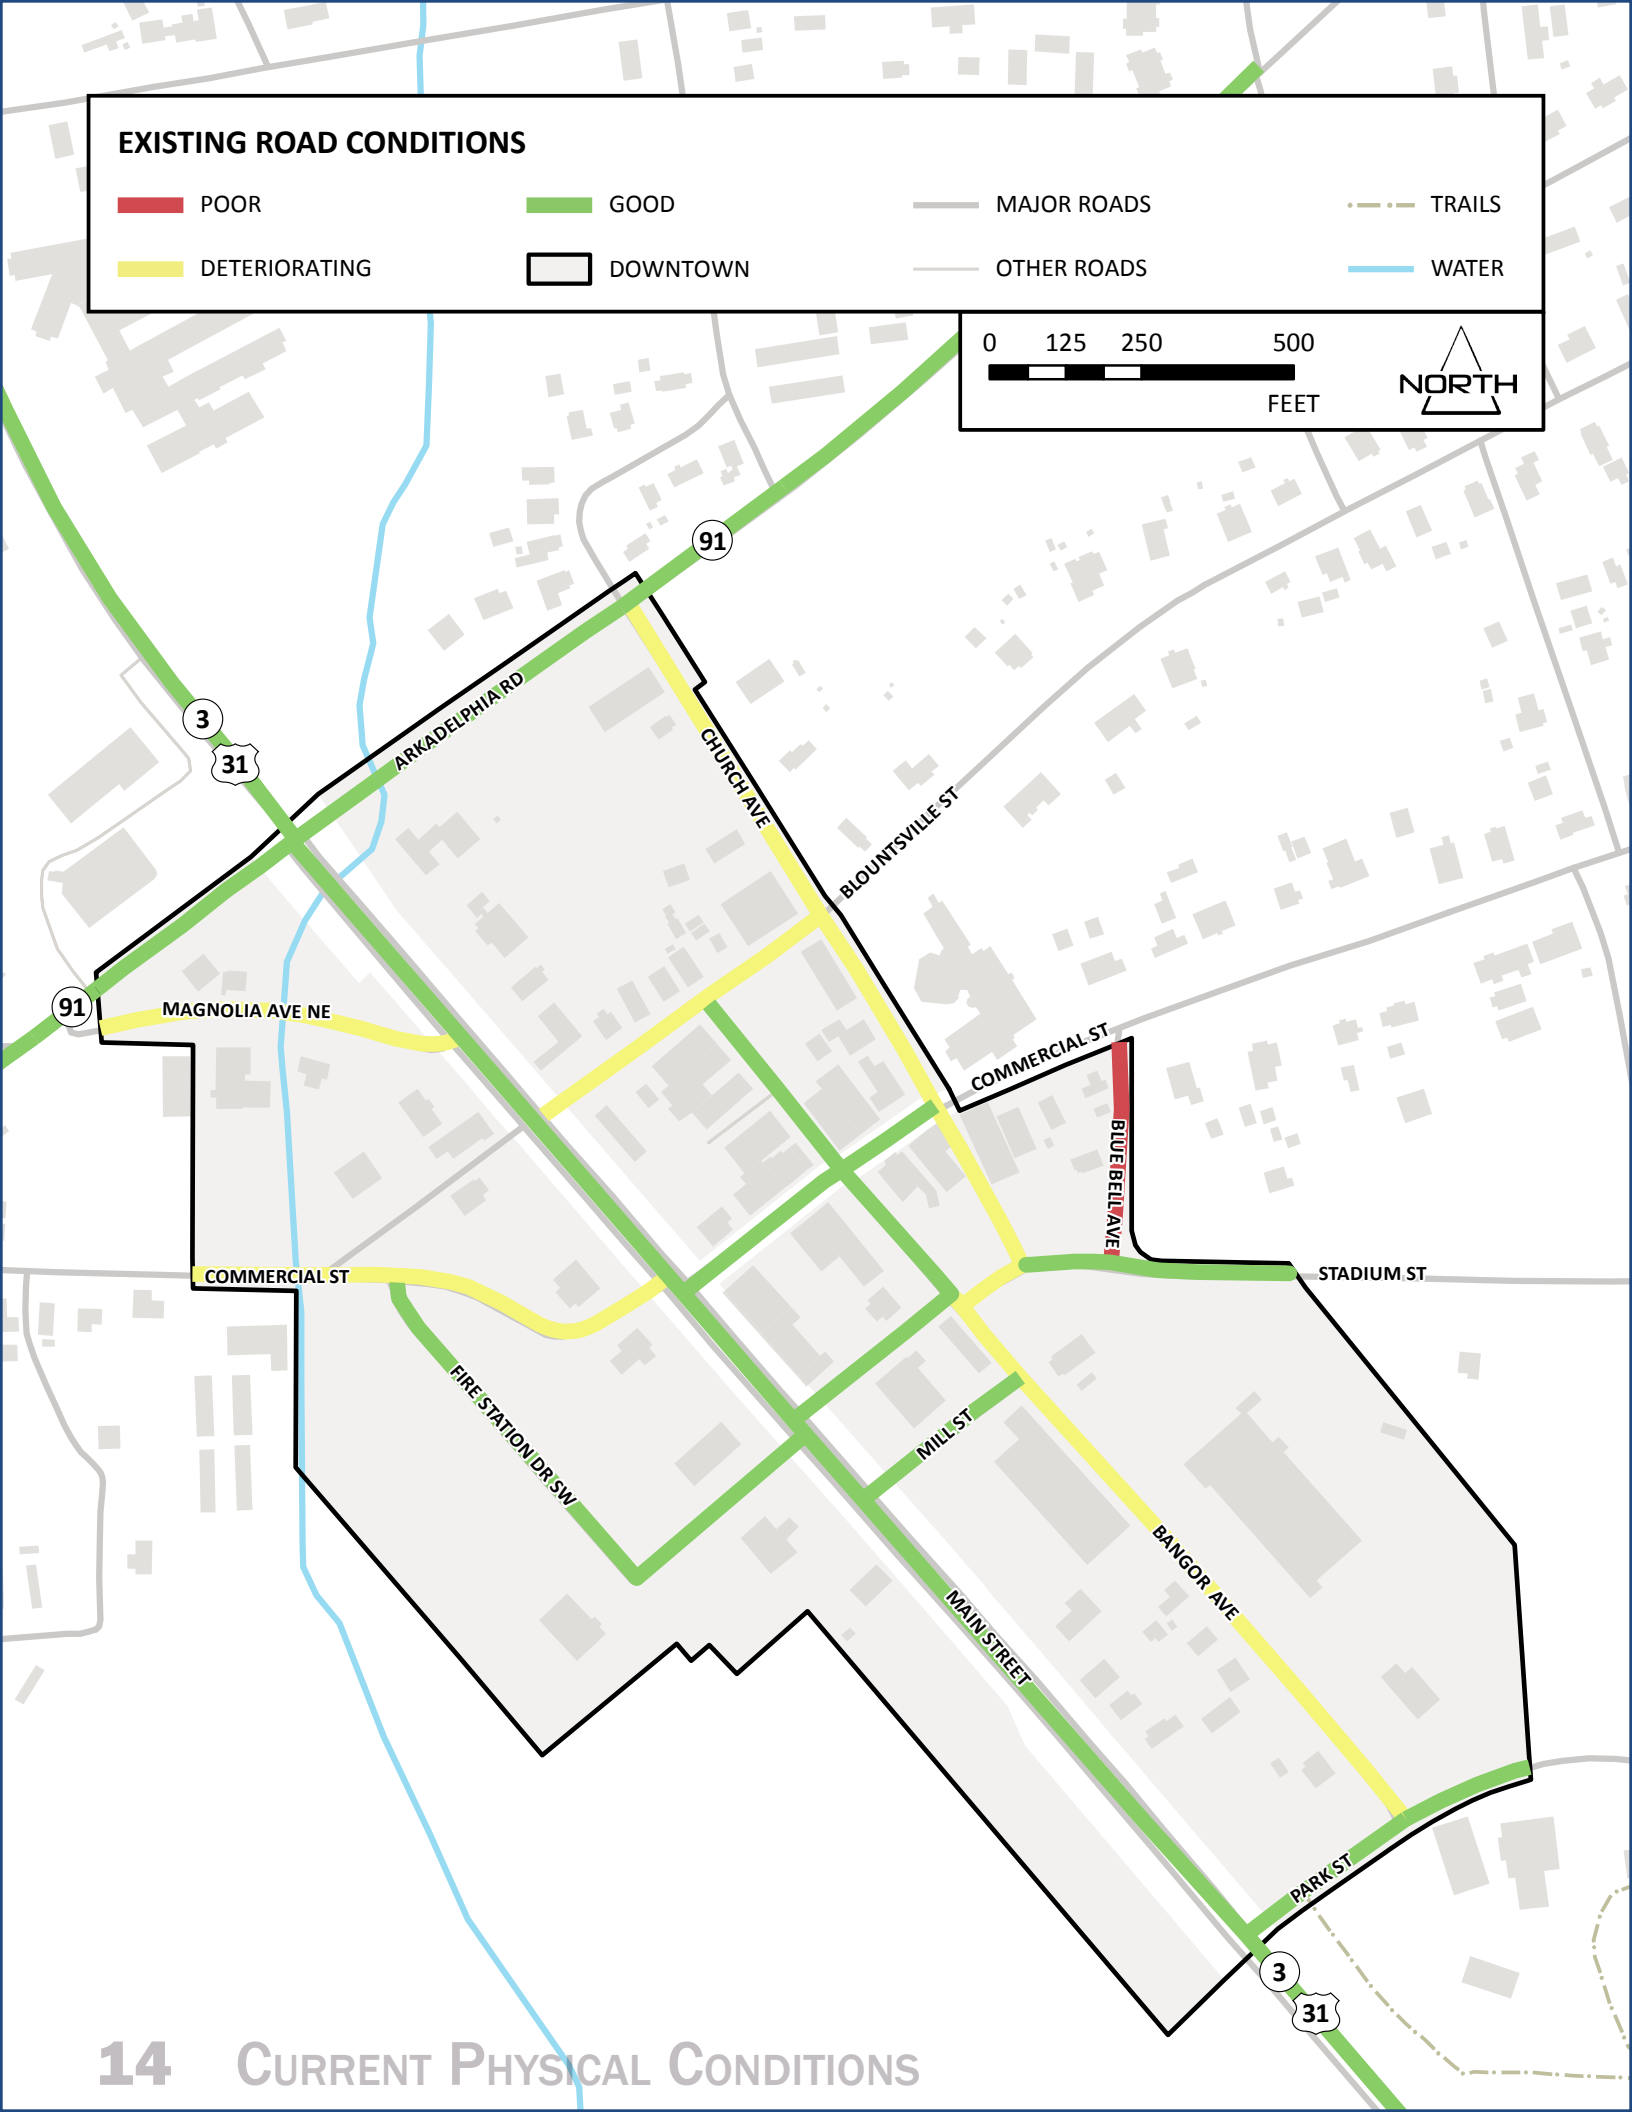 EXISTING ROAD CONDITIONS
POOR
GOOD
MAJOR ROADS
TRAILS
DETERIORATING
DOWNTOWN
OTHER ROADS
WATER
0 125 250 500
FEET
NORTH
91
ARKADELPHIA RD
3
31
CHURCH AVE
BLOUNTSVILLE ST
91
MAGNOLIA AVE NE
COMMERCIAL ST
BLUE BELL AVE
COMMERCIAL ST
STADIUM ST
FIRE STATION DR SW
MILL ST
BANGOR AVE
MAIN STREET
PARK ST
3
31
14 CURRENT PHYSICAL CONDITIONS